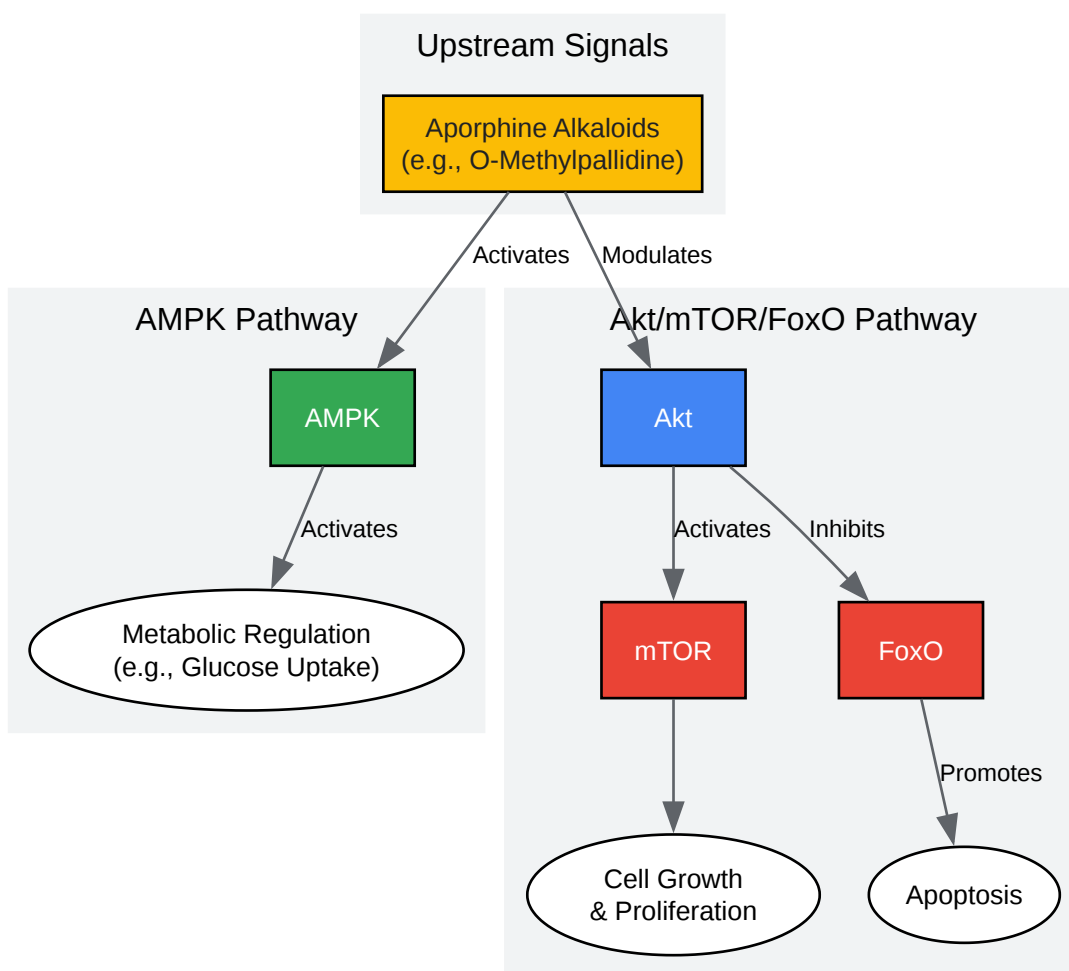 Upstream Signals
Aporphine Alkaloids
(e.g., O-Methylpallidine)
Activates
Modulates
AMPK Pathway
Akt/mTOR/FoxO Pathway
AMPK
Akt
Activates
Activates
Inhibits
Metabolic Regulation
(e.g., Glucose Uptake)
mTOR
FoxO
Promotes
Cell Growth
& Proliferation
Apoptosis